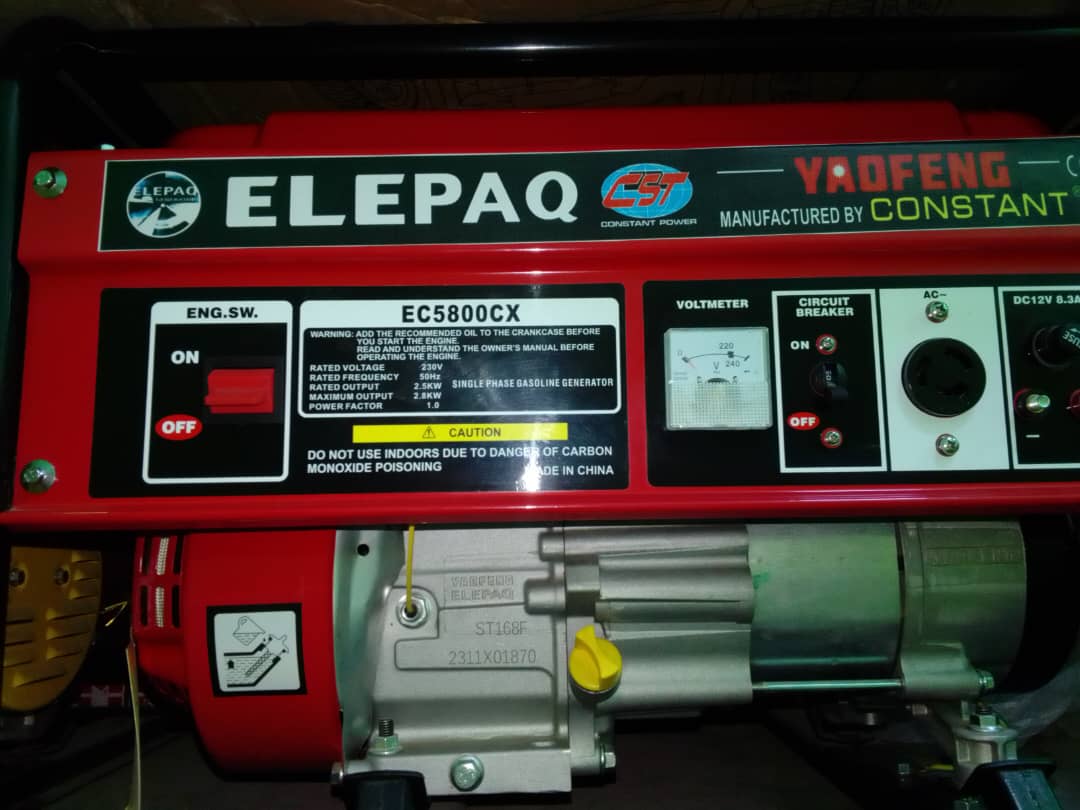 ELEPAQ
GENERATOR
ELEPAQ
CST
CONSTANT POWER
YAOFENG
MANUFACTURED BY CONSTANT
ENG.SW.
ON
OFF
EC5800CX
WARNING: ADD THE RECOMMENDED OIL TO THE CRANKCASE BEFORE
YOU START THE ENGINE.
READ AND UNDERSTAND THE OWNER'S MANUAL BEFORE
OPERATING THE ENGINE.
RATED VOLTAGE 230V
RATED FREQUENCY 50Hz
RATED OUTPUT 2.5KW
MAXIMUM OUTPUT 2.8KW
POWER FACTOR 1.0
SINGLE PHASE GASOLINE GENERATOR
CAUTION
DO NOT USE INDOORS DUE TO DANGER OF CARBON
MONOXIDE POISONING
MADE IN CHINA
VOLTMETER
0 220 240
V
CIRCUIT
BREAKER
ON
OFF
AC~
DC12V 8.3A
FUSE
YAOFENG
ELEPAQ
ST168F
2311X01870